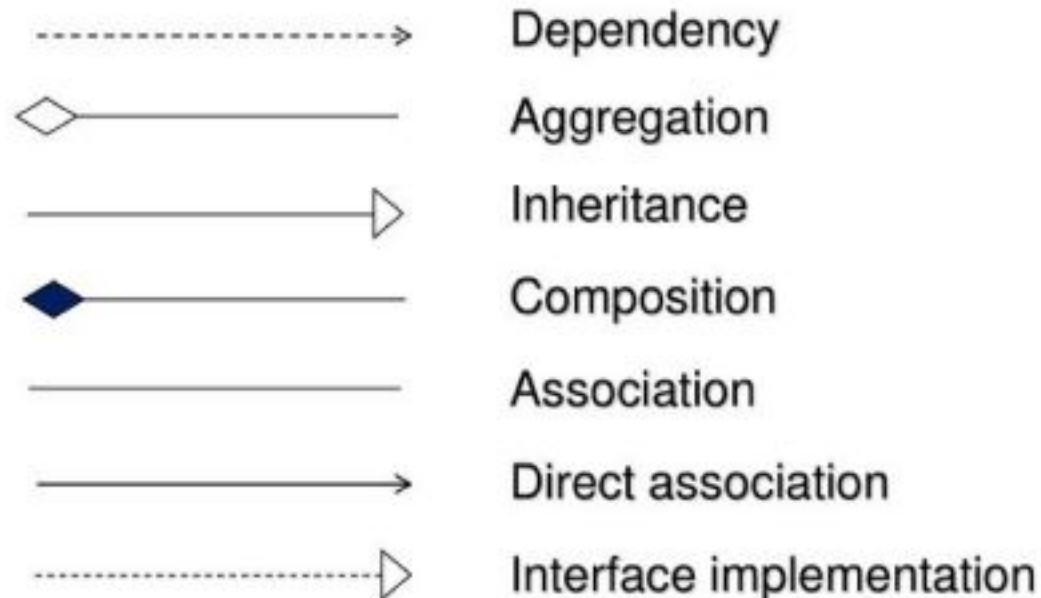 Dependency
Aggregation
Inheritance
Composition
Association
Direct association
Interface implementation